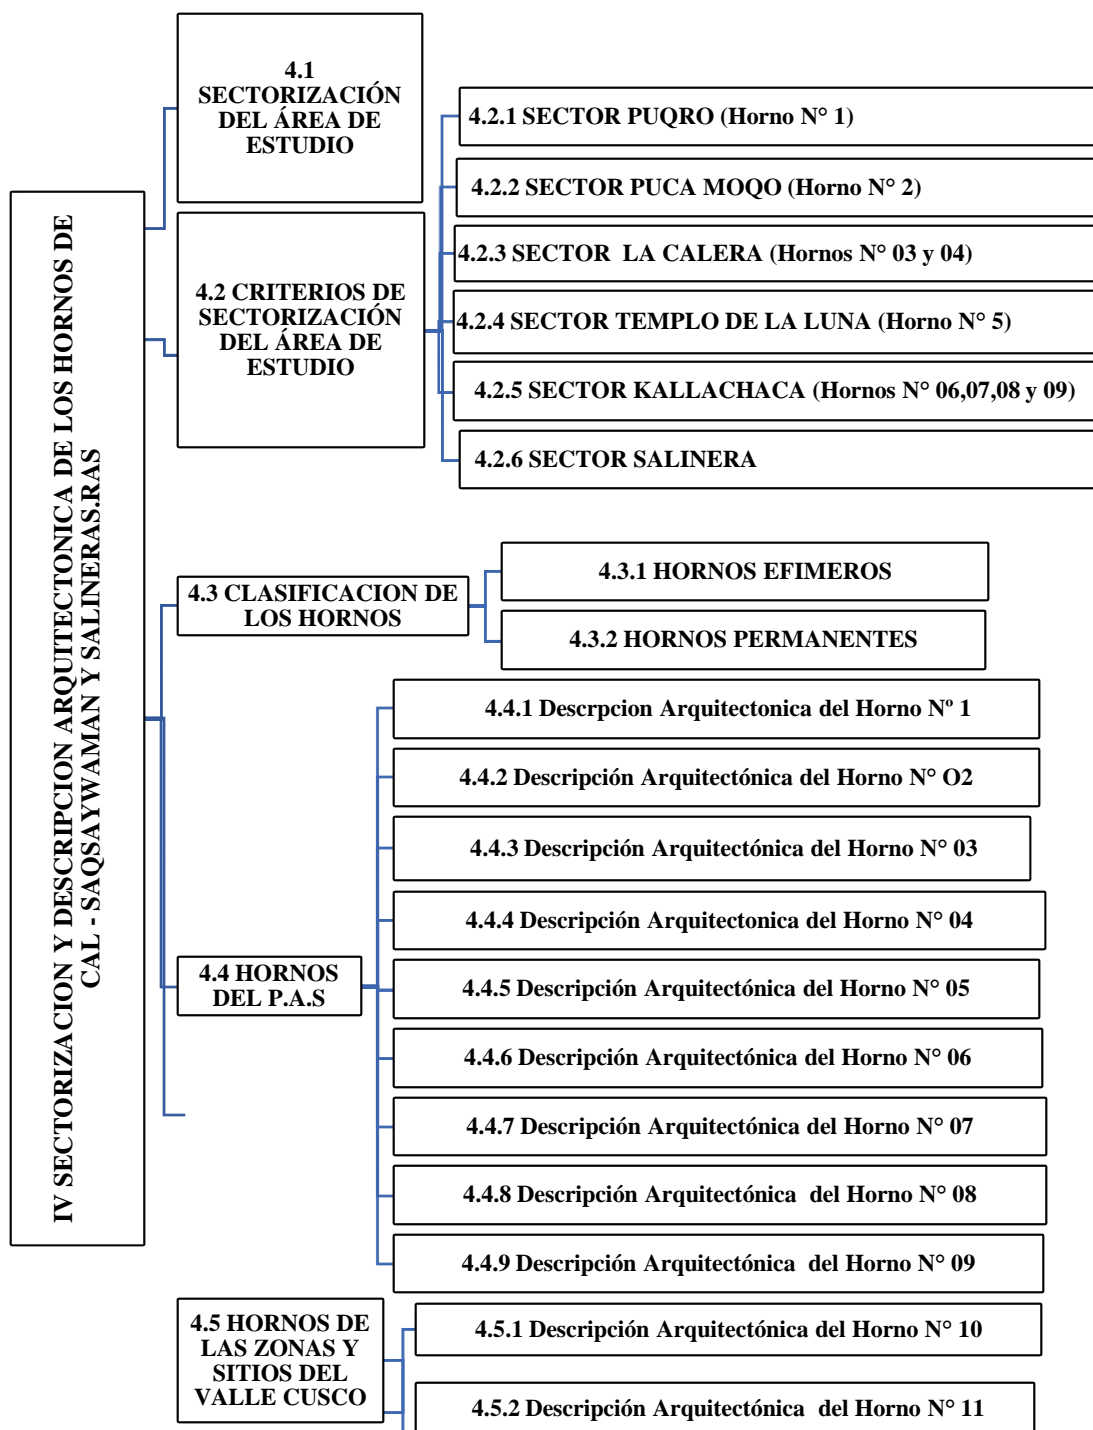 IV SECTORIZACION Y DESCRIPCION ARQUITECTONICA DE LOS HORNOS DE
CAL - SAQSAYWAMAN Y SALINERAS.RAS
4.1
SECTORIZACIÓN
DEL ÁREA DE
ESTUDIO
4.2 CRITERIOS DE
SECTORIZACIÓN
DEL ÁREA DE
ESTUDIO
4.2.1 SECTOR PUQRO (Horno N° 1)
4.2.2 SECTOR PUCA MOQO (Horno N° 2)
4.2.3 SECTOR LA CALERA (Hornos N° 03 y 04)
4.2.4 SECTOR TEMPLO DE LA LUNA (Horno N° 5)
4.2.5 SECTOR KALLACHACA (Hornos N° 06,07,08 y 09)
4.2.6 SECTOR SALINERA
4.3 CLASIFICACION DE
LOS HORNOS
4.3.1 HORNOS EFIMEROS
4.3.2 HORNOS PERMANENTES
4.4 HORNOS
DEL P.A.S
4.4.1 Descrpcion Arquitectonica del Horno Nº 1
4.4.2 Descripción Arquitectónica del Horno N° O2
4.4.3 Descripción Arquitectónica del Horno N° 03
4.4.4 Descripción Arquitectonica del Horno N° 04
4.4.5 Descripción Arquitectónica del Horno N° 05
4.4.6 Descripción Arquitectónica del Horno N° 06
4.4.7 Descripción Arquitectónica del Horno N° 07
4.4.8 Descripción Arquitectónica del Horno N° 08
4.4.9 Descripción Arquitectónica del Horno N° 09
4.5 HORNOS DE
LAS ZONAS Y
SITIOS DEL
VALLE CUSCO
4.5.1 Descripción Arquitectónica del Horno N° 10
4.5.2 Descripción Arquitectónica del Horno N° 11